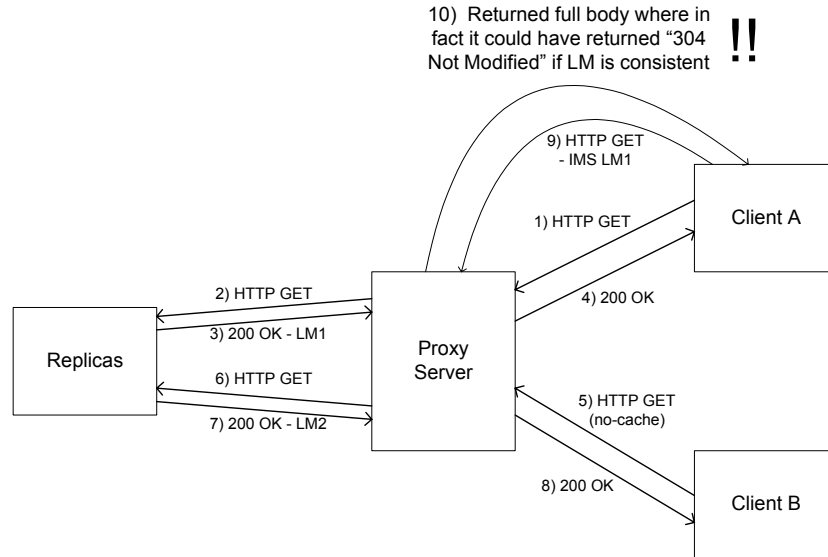 10) Returned full body where in
fact it could have returned “304
Not Modified” if LM is consistent
!!
9) HTTP GET
- IMS LM1
Client A
1) HTTP GET
4) 200 OK
2) HTTP GET
3) 200 OK - LM1
Replicas
Proxy
Server
6) HTTP GET
7) 200 OK - LM2
5) HTTP GET
(no-cache)
8) 200 OK
Client B